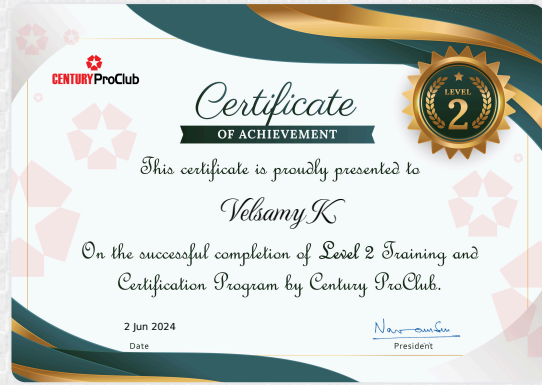 CENTURY ProClub
Certificate
OF ACHIEVEMENT
LEVEL
2
This certificate is proudly presented to
Velsamy K
On the successful completion of Level 2 Training and
Certification Program by Century ProClub.
2 Jun 2024
Date
President